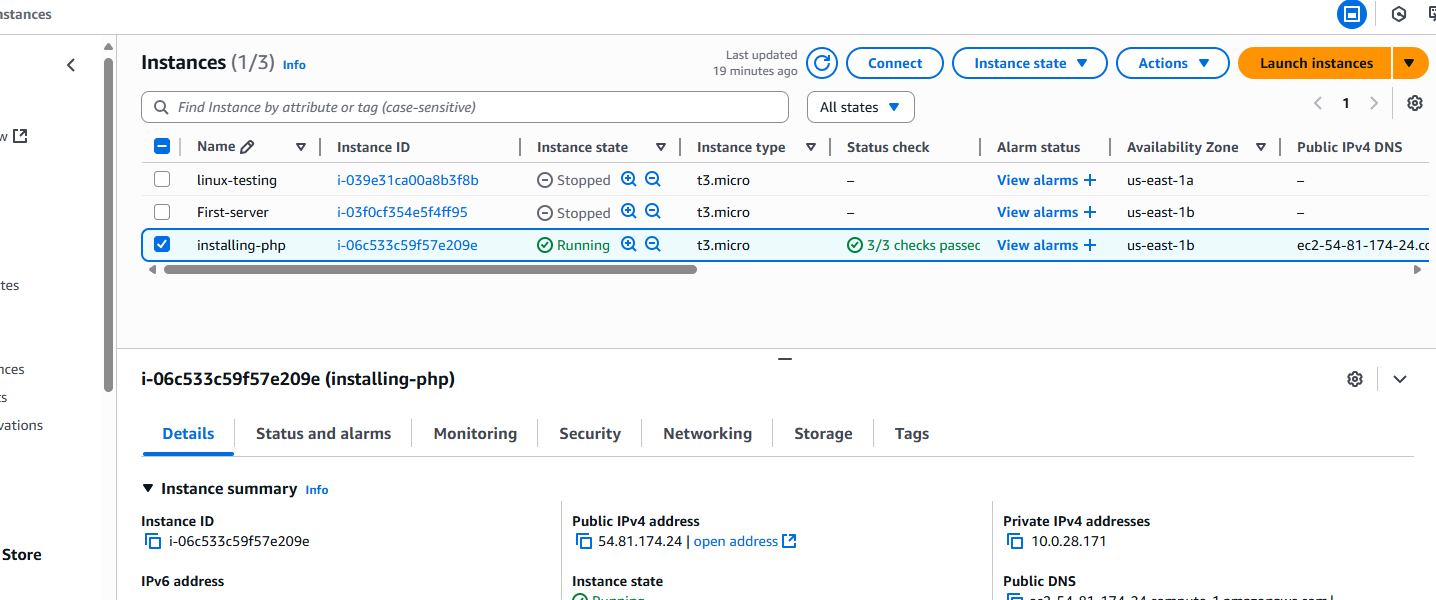 nstances
Instances (1/3) Info
Last updated
19 minutes ago
Connect
Instance state
Actions
Launch instances
Find Instance by attribute or tag (case-sensitive)
All states
1
w
Name Instance ID Instance state Instance type Status check Alarm status Availability Zone Public IPv4 DNS
linux-testing i-039e31ca00a8b3f8b Stopped t3.micro – View alarms + us-east-1a –
First-server i-03f0cf354e5f4ff95 Stopped t3.micro – View alarms + us-east-1b –
installing-php i-06c533c59f57e209e Running t3.micro 3/3 checks passec View alarms + us-east-1b ec2-54-81-174-24.cc
tes
nces
ts
vations
Store
i-06c533c59f57e209e (installing-php)
Details Status and alarms Monitoring Security Networking Storage Tags
Instance summary Info
Instance ID
i-06c533c59f57e209e
Public IPv4 address
54.81.174.24 | open address
Private IPv4 addresses
10.0.28.171
IPv6 address
Instance state
Running
Public DNS